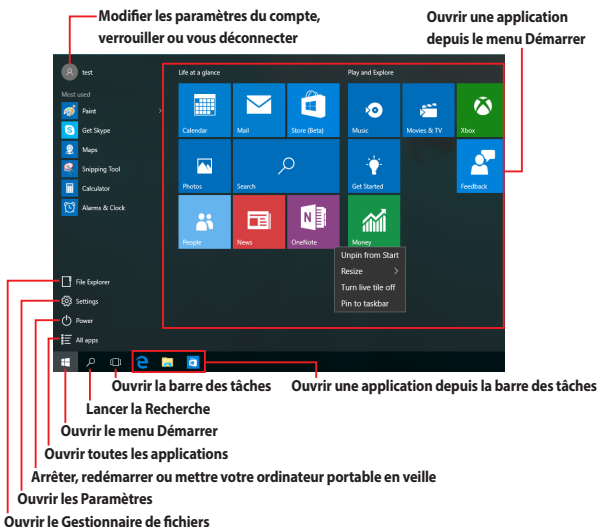 Modifier les paramètres du compte,
verrouiller ou vous déconnecter
Ouvrir une application
depuis le menu Démarrer
test
Most used
Paint
Get Skype
Maps
Snipping Tool
Calculator
Alarms & Clock
File Explorer
Settings
Power
All apps
Life at a glance
Calendar
Mail
Store (Beta)
Photos
Search
People
News
OneNote
Play and Explore
Music
Movies & TV
Xbox
Get Started
Feedback
Money
Unpin from Start
Resize
Turn live tile off
Pin to taskbar
Ouvrir la barre des tâches
Ouvrir une application depuis la barre des tâches
Lancer la Recherche
Ouvrir le menu Démarrer
Ouvrir toutes les applications
Arrêter, redémarrer ou mettre votre ordinateur portable en veille
Ouvrir les Paramètres
Ouvrir le Gestionnaire de fichiers